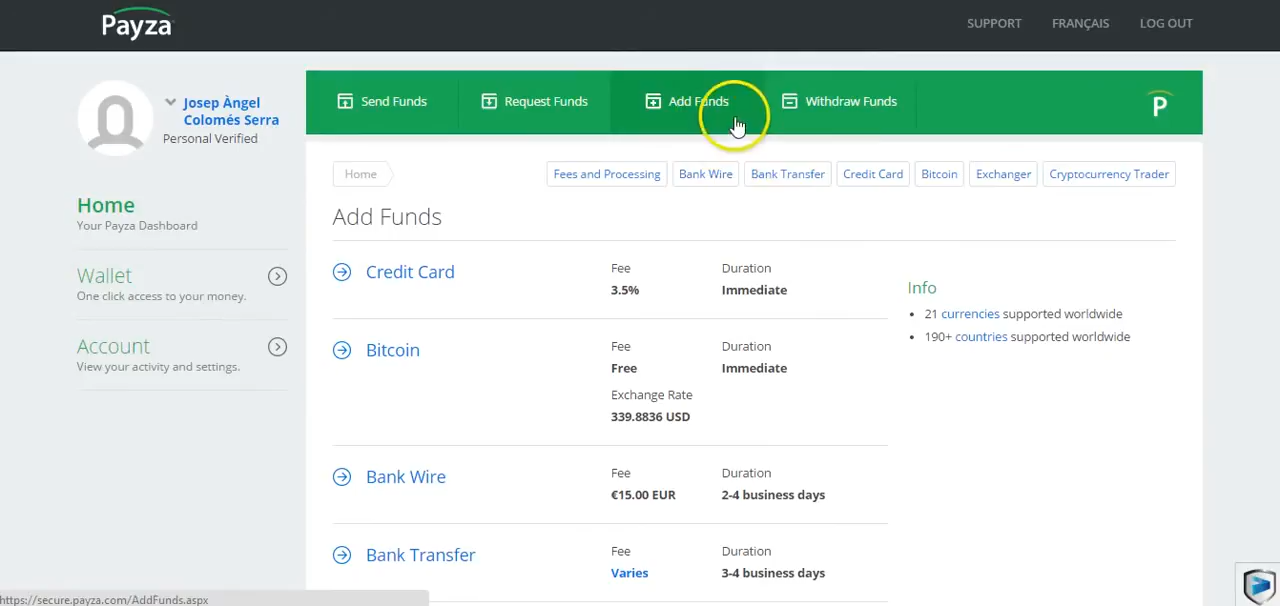 Payza
SUPPORT FRANÇAIS LOG OUT
Josep Àngel
Colomés Serra
Personal Verified
Home
Your Payza Dashboard
Wallet
One click access to your money.
Account
View your activity and settings.
Send Funds Request Funds Add Funds Withdraw Funds
P
Home Fees and Processing Bank Wire Bank Transfer Credit Card Bitcoin Exchanger Cryptocurrency Trader
Add Funds
Credit Card
Fee
3.5%
Duration
Immediate
Bitcoin
Fee
Free
Duration
Immediate
Exchange Rate
339.8836 USD
Bank Wire
Fee
€15.00 EUR
Duration
2-4 business days
Bank Transfer
Fee
Varies
Duration
3-4 business days
Info
• 21 currencies supported worldwide
• 190+ countries supported worldwide
https://secure.payza.com/AddFunds.aspx